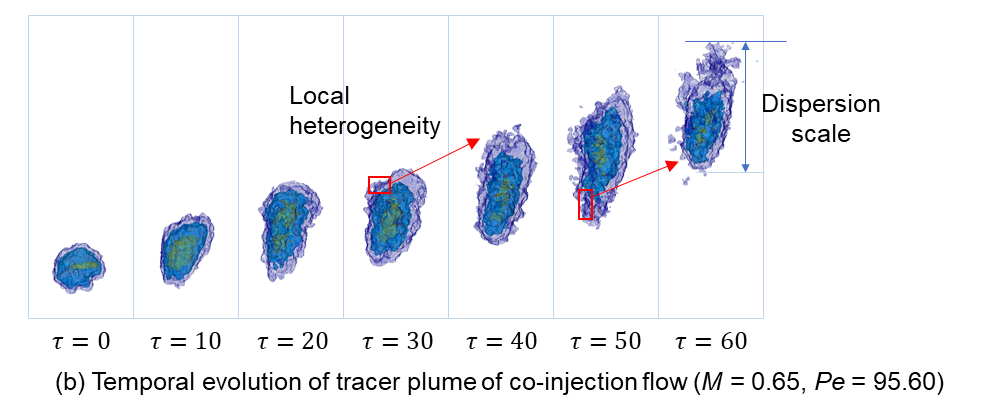 Local
heterogeneity
Dispersion
scale
τ = 0 τ = 10 τ = 20 τ = 30 τ = 40 τ = 50 τ = 60
(b) Temporal evolution of tracer plume of co-injection flow (M = 0.65, Pe = 95.60)